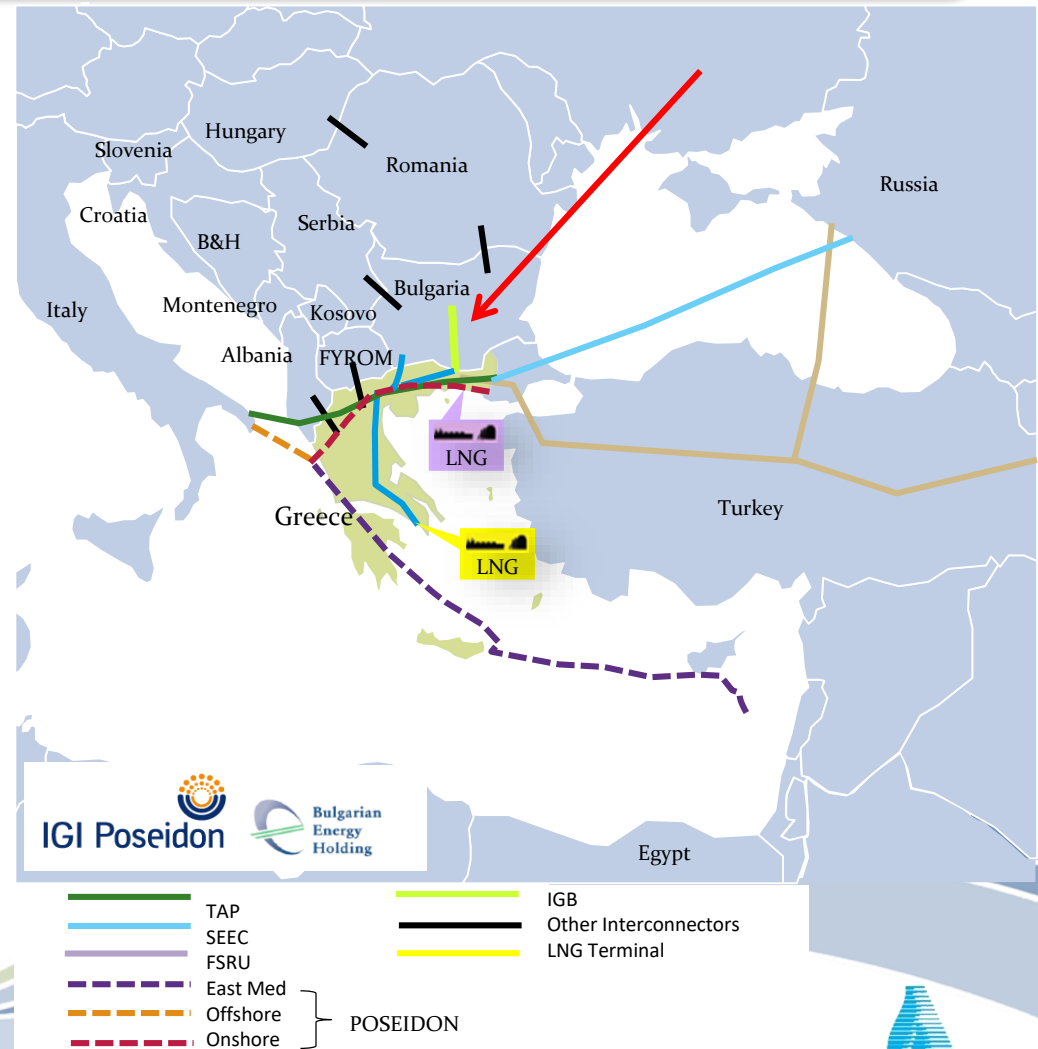 Hungary
Slovenia
Romania
Russia
Croatia
Serbia
B&H
Bulgaria
Italy
Montenegro
Kosovo
Albania
FYROM
LNG
Turkey
Greece
LNG
IGI Poseidon
Bulgarian
Energy
Holding
Egypt
TAP
SEEC
FSRU
East Med
Offshore
Onshore
POSEIDON
IGB
Other Interconnectors
LNG Terminal